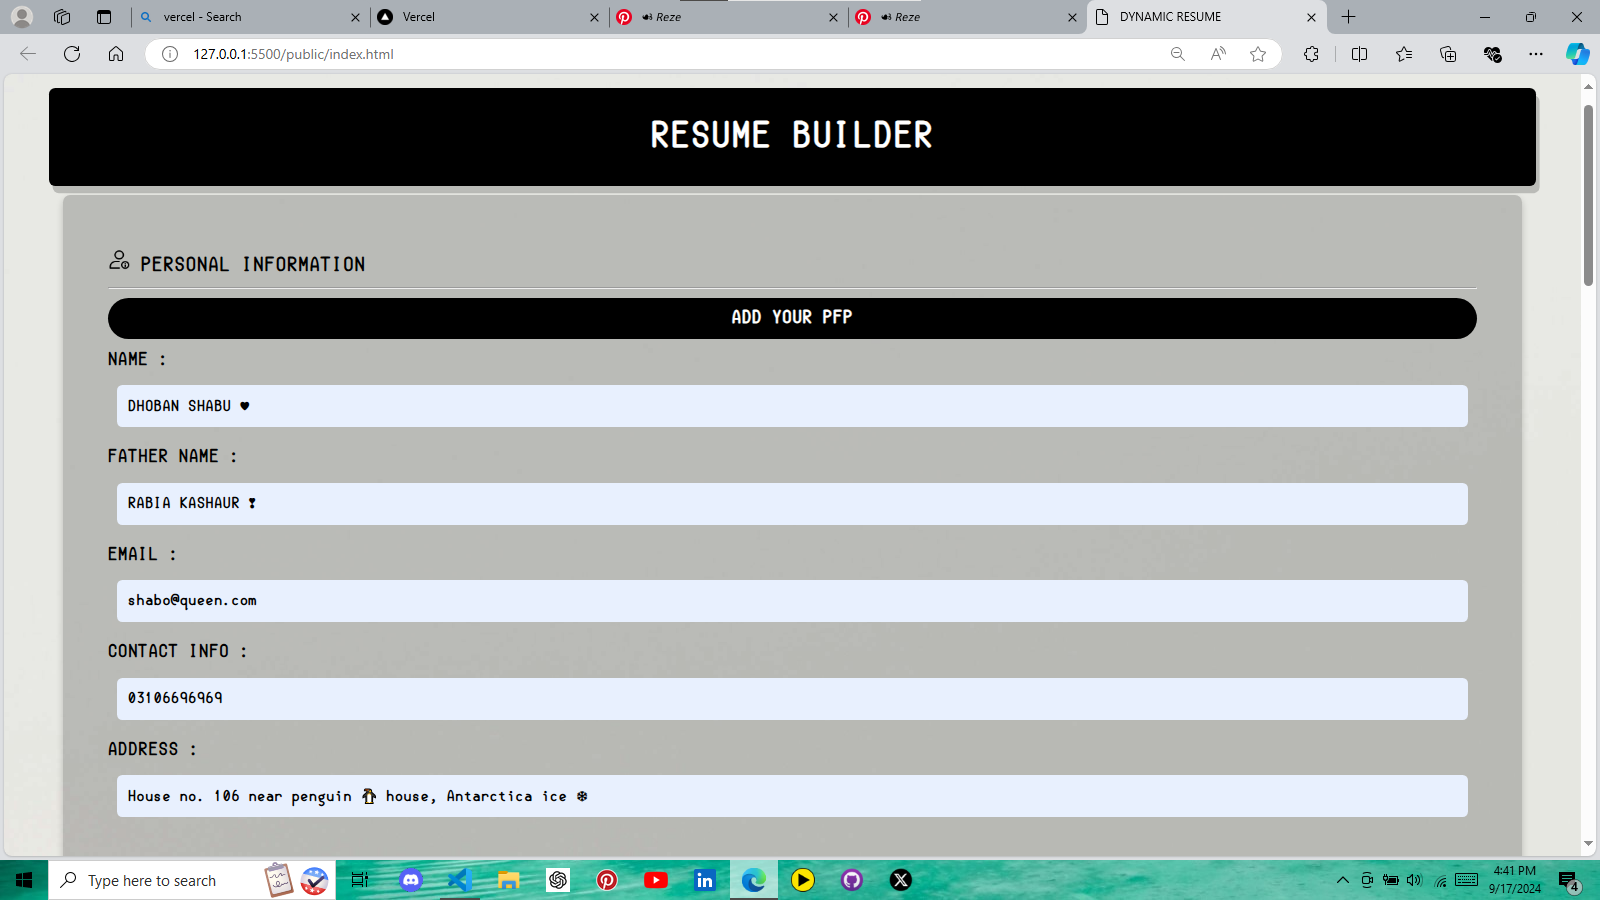 vercel - Search
Vercel
Reze
Reze
DYNAMIC RESUME
127.0.0.1:5500/public/index.html
RESUME BUILDER
PERSONAL INFORMATION
ADD YOUR PFP
NAME :
DHOBAN SHABU ♥
FATHER NAME :
RABIA KASHAUR ❣
EMAIL :
shabo@queen.com
CONTACT INFO :
03106696969
ADDRESS :
House no. 106 near penguin 🐧 house, Antarctica ice ❄
Type here to search
4:41 PM
9/17/2024
4